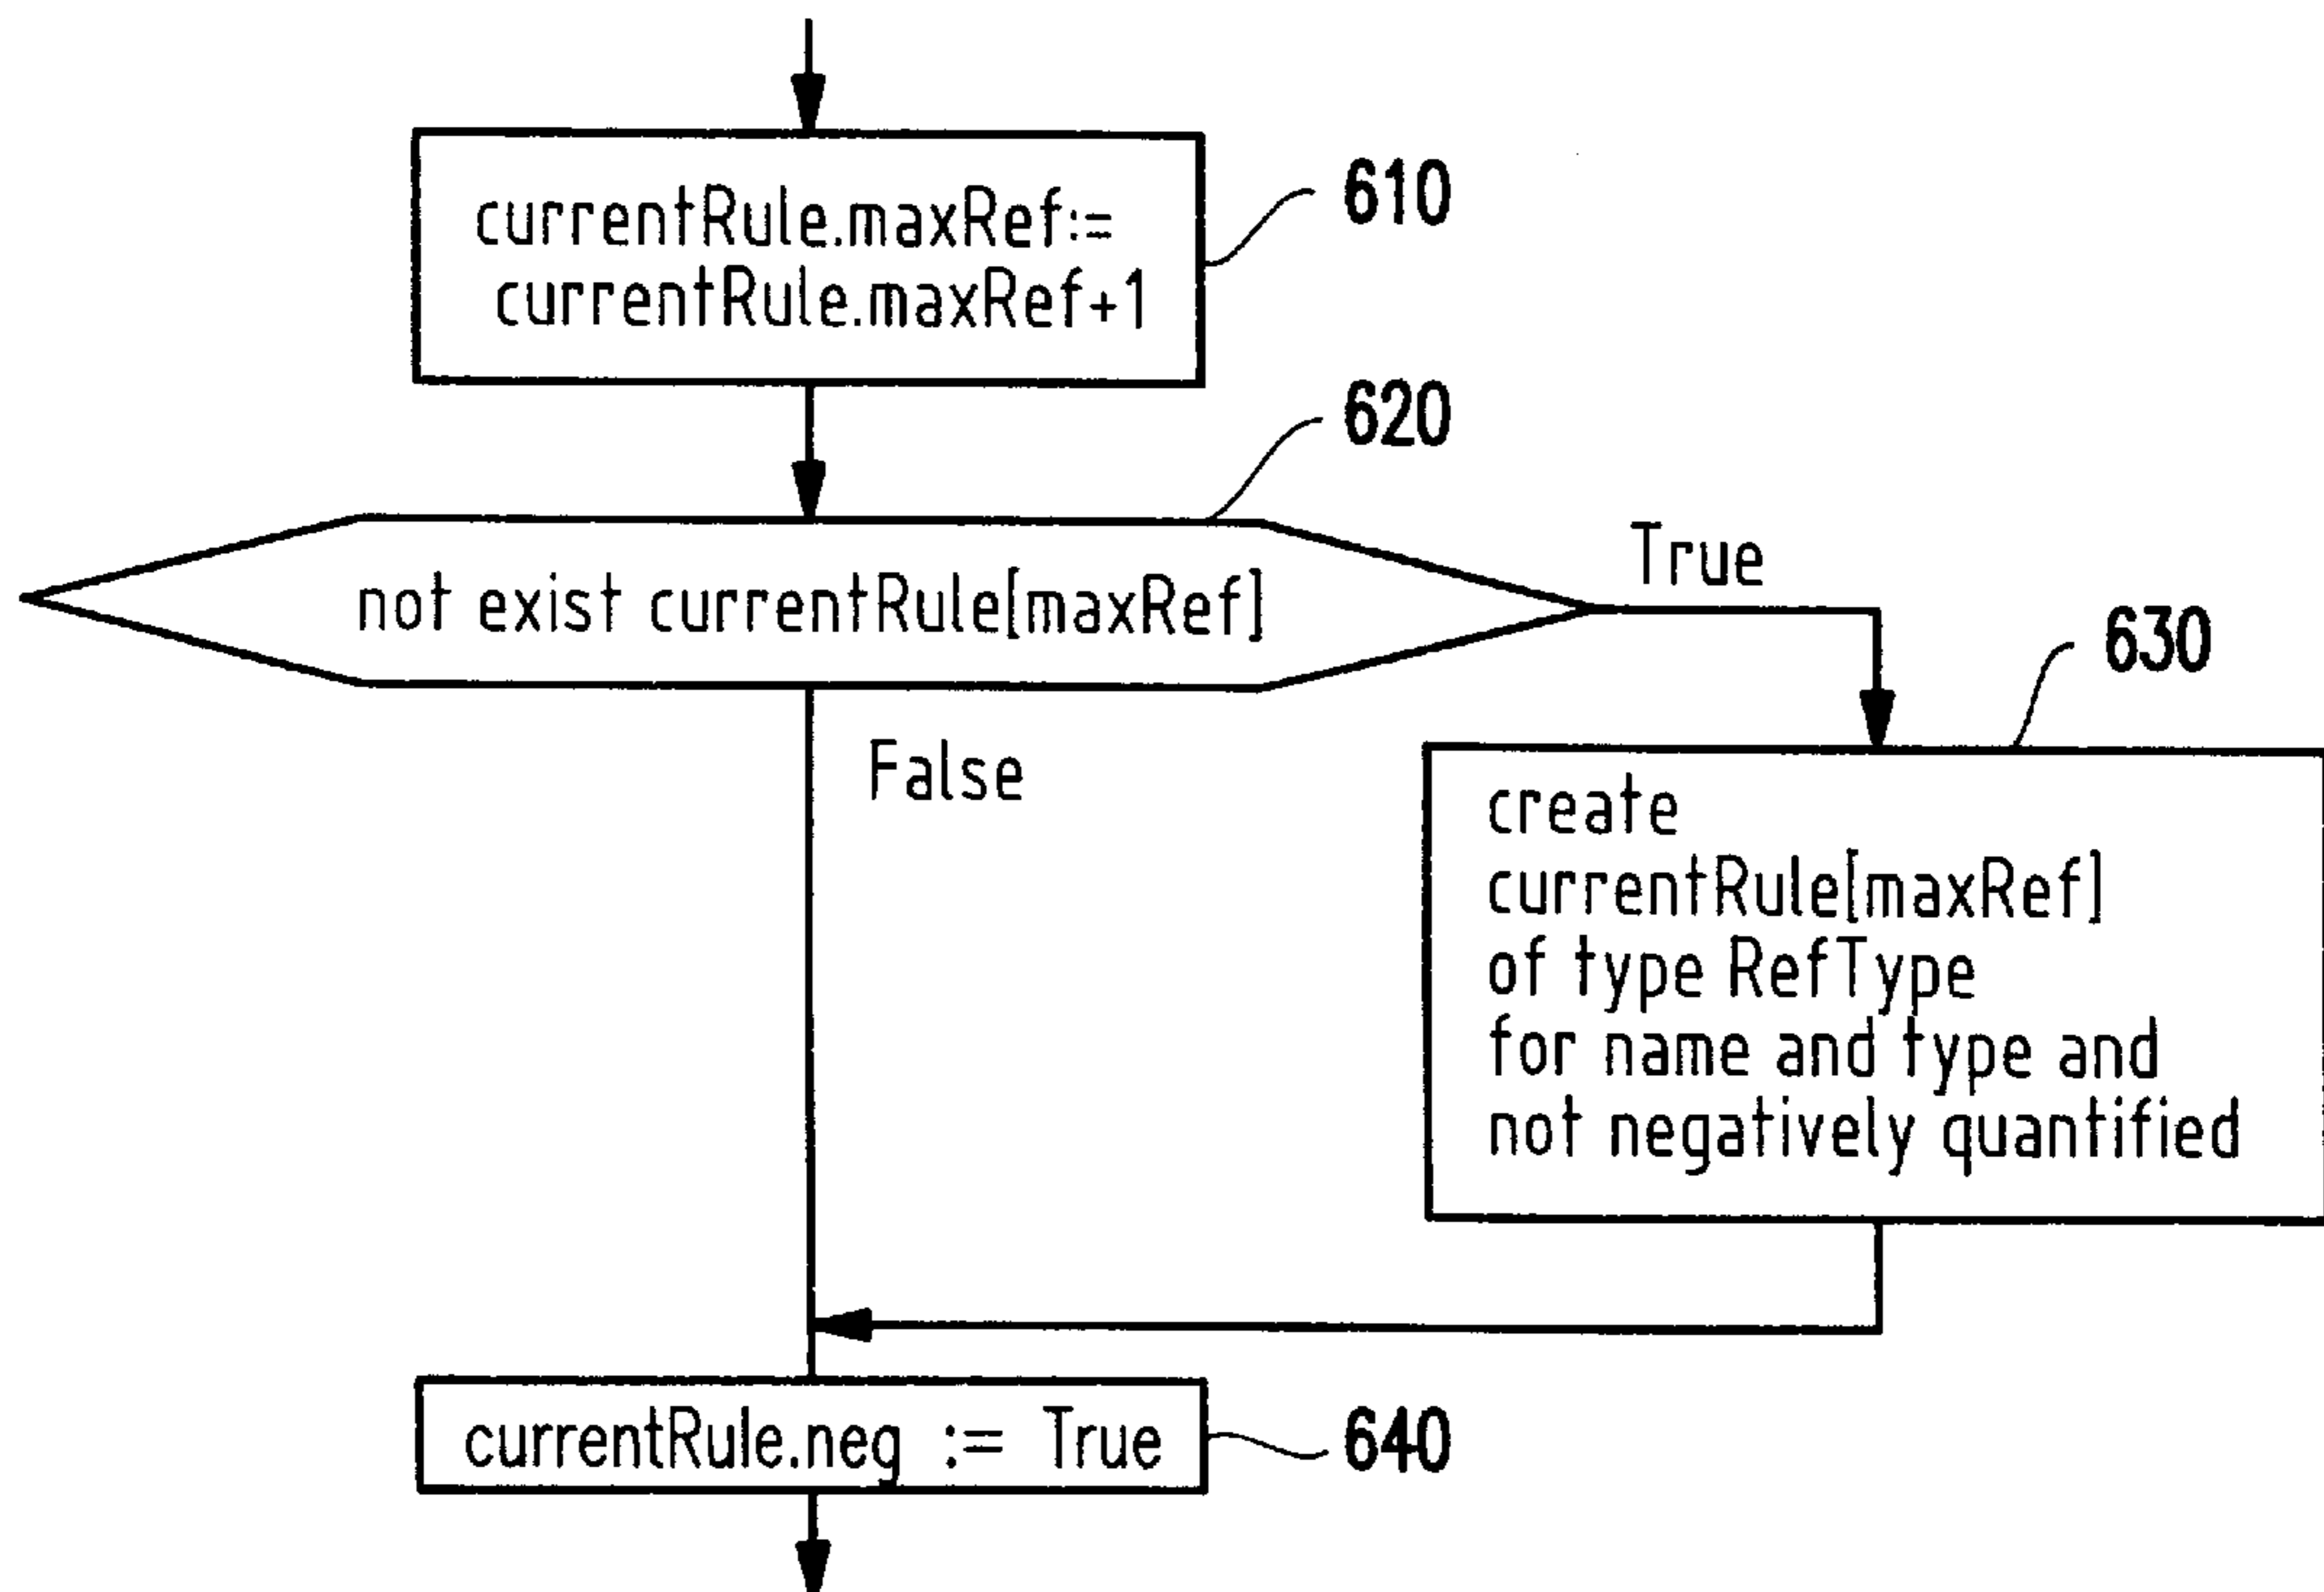 currentRule.maxRef:=
currentRule.maxRef+1
610
620
not exist currentRule[maxRef]
True
False
630
create
currentRule[maxRef]
of type RefType
for name and type and
not negatively quantified
currentRule.neg := True
640